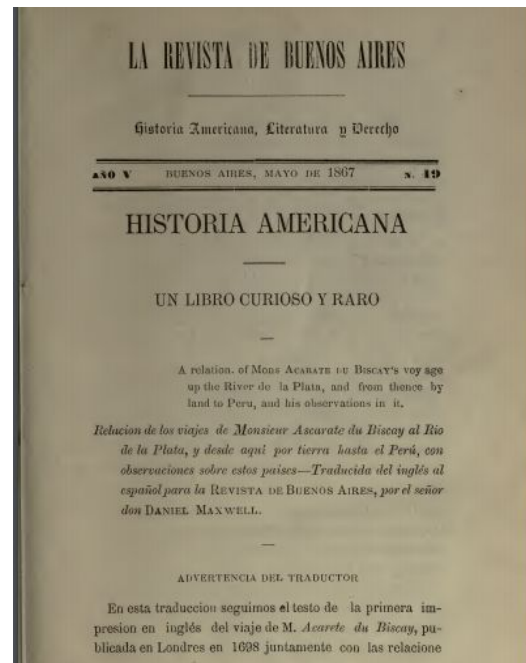 LA REVISTA DE BUENOS AIRES
Historia Americana, Literatura y Derecho
AÑO V BUENOS AIRES, MAYO DE 1867 N. 49
HISTORIA AMERICANA
UN LIBRO CURIOSO Y RARO
A relation. of Mons ACARATE DU BISCAY's voy age
up the River de la Plata, and from thence by
land to Peru, and his observations in it.
Relacion de los viajes de Monsieur Ascarate du Biscay al Rio
de la Plata, y desde aqui por tierra hasta el Perú, con
observaciones sobre estos paises—Traducida del inglés al
español para la REVISTA DE BUENOS AIRES, por el señor
don DANIEL MAXWELL.
ADVERTENCIA DEL TRADUCTOR
En esta traduccion seguimos el testo de la primera im-
presion en inglés del viaje de M. Acarete du Biscay, pu-
blicada en Londres en 1698 juntamente con las relacione